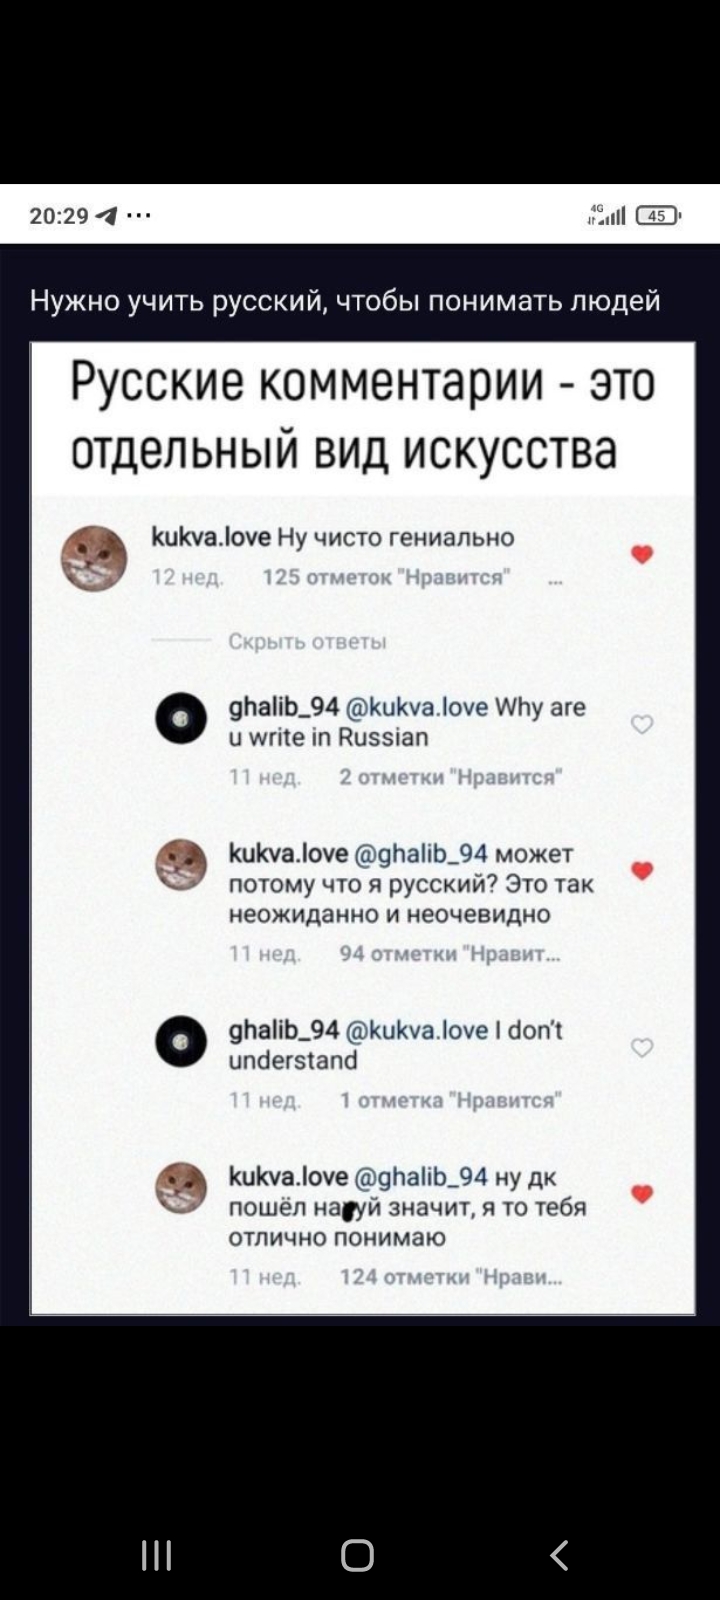 20:29
4G
45
Нужно учить русский, чтобы понимать людей
Русские комментарии - это
отдельный вид искусства
kukva.love Ну чисто гениально
12 нед. 125 отметок "Нравится" ...
Скрыть ответы
ghalib_94 @kukva.love Why are
u write in Russian
11 нед. 2 отметки "Нравится"
kukva.love @ghalib_94 может
потому что я русский? Это так
неожиданно и неочевидно
11 нед. 94 отметки "Нравит...
ghalib_94 @kukva.love I don't
understand
11 нед. 1 отметка "Нравится"
kukva.love @ghalib_94 ну дк
пошёл значит, я то тебя
отлично понимаю
11 нед. 124 отметки "Нрави...